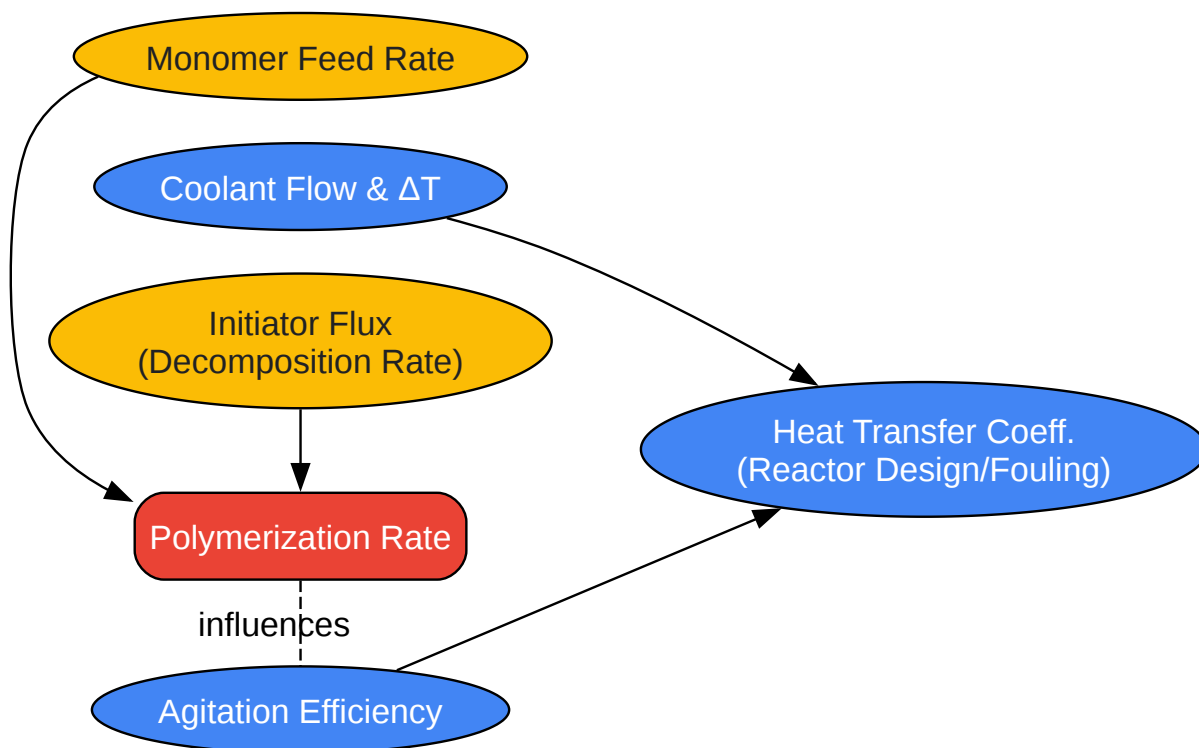 Monomer Feed Rate
Coolant Flow & ΔT
Initiator Flux
(Decomposition Rate)
Heat Transfer Coeff.
(Reactor Design/Fouling)
Polymerization Rate
influences
Agitation Efficiency